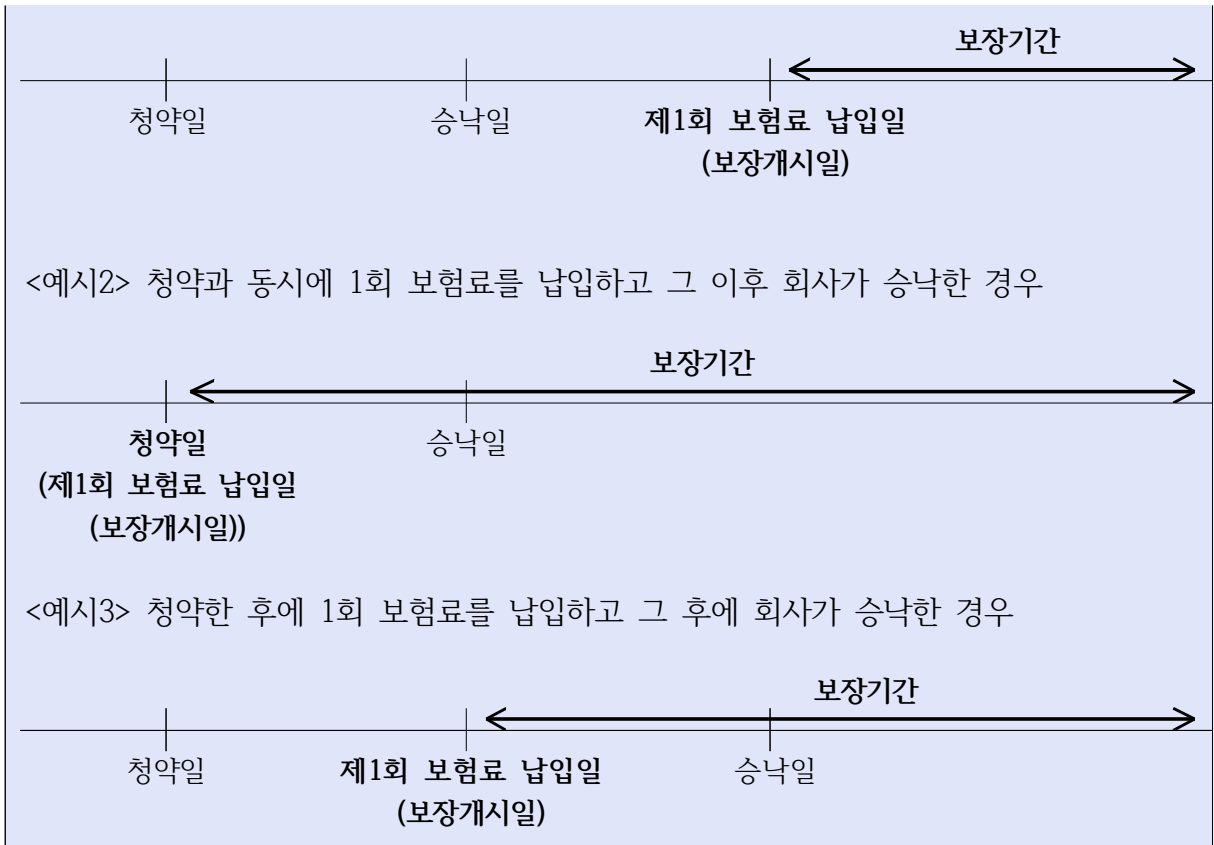 보장기간
청약일 승낙일 제1회 보험료 납입일
(보장개시일)
<예시2> 청약과 동시에 1회 보험료를 납입하고 그 이후 회사가 승낙한 경우
보장기간
청약일 승낙일
(제1회 보험료 납입일
(보장개시일))
<예시3> 청약한 후에 1회 보험료를 납입하고 그 후에 회사가 승낙한 경우
보장기간
청약일 제1회 보험료 납입일 승낙일
(보장개시일)